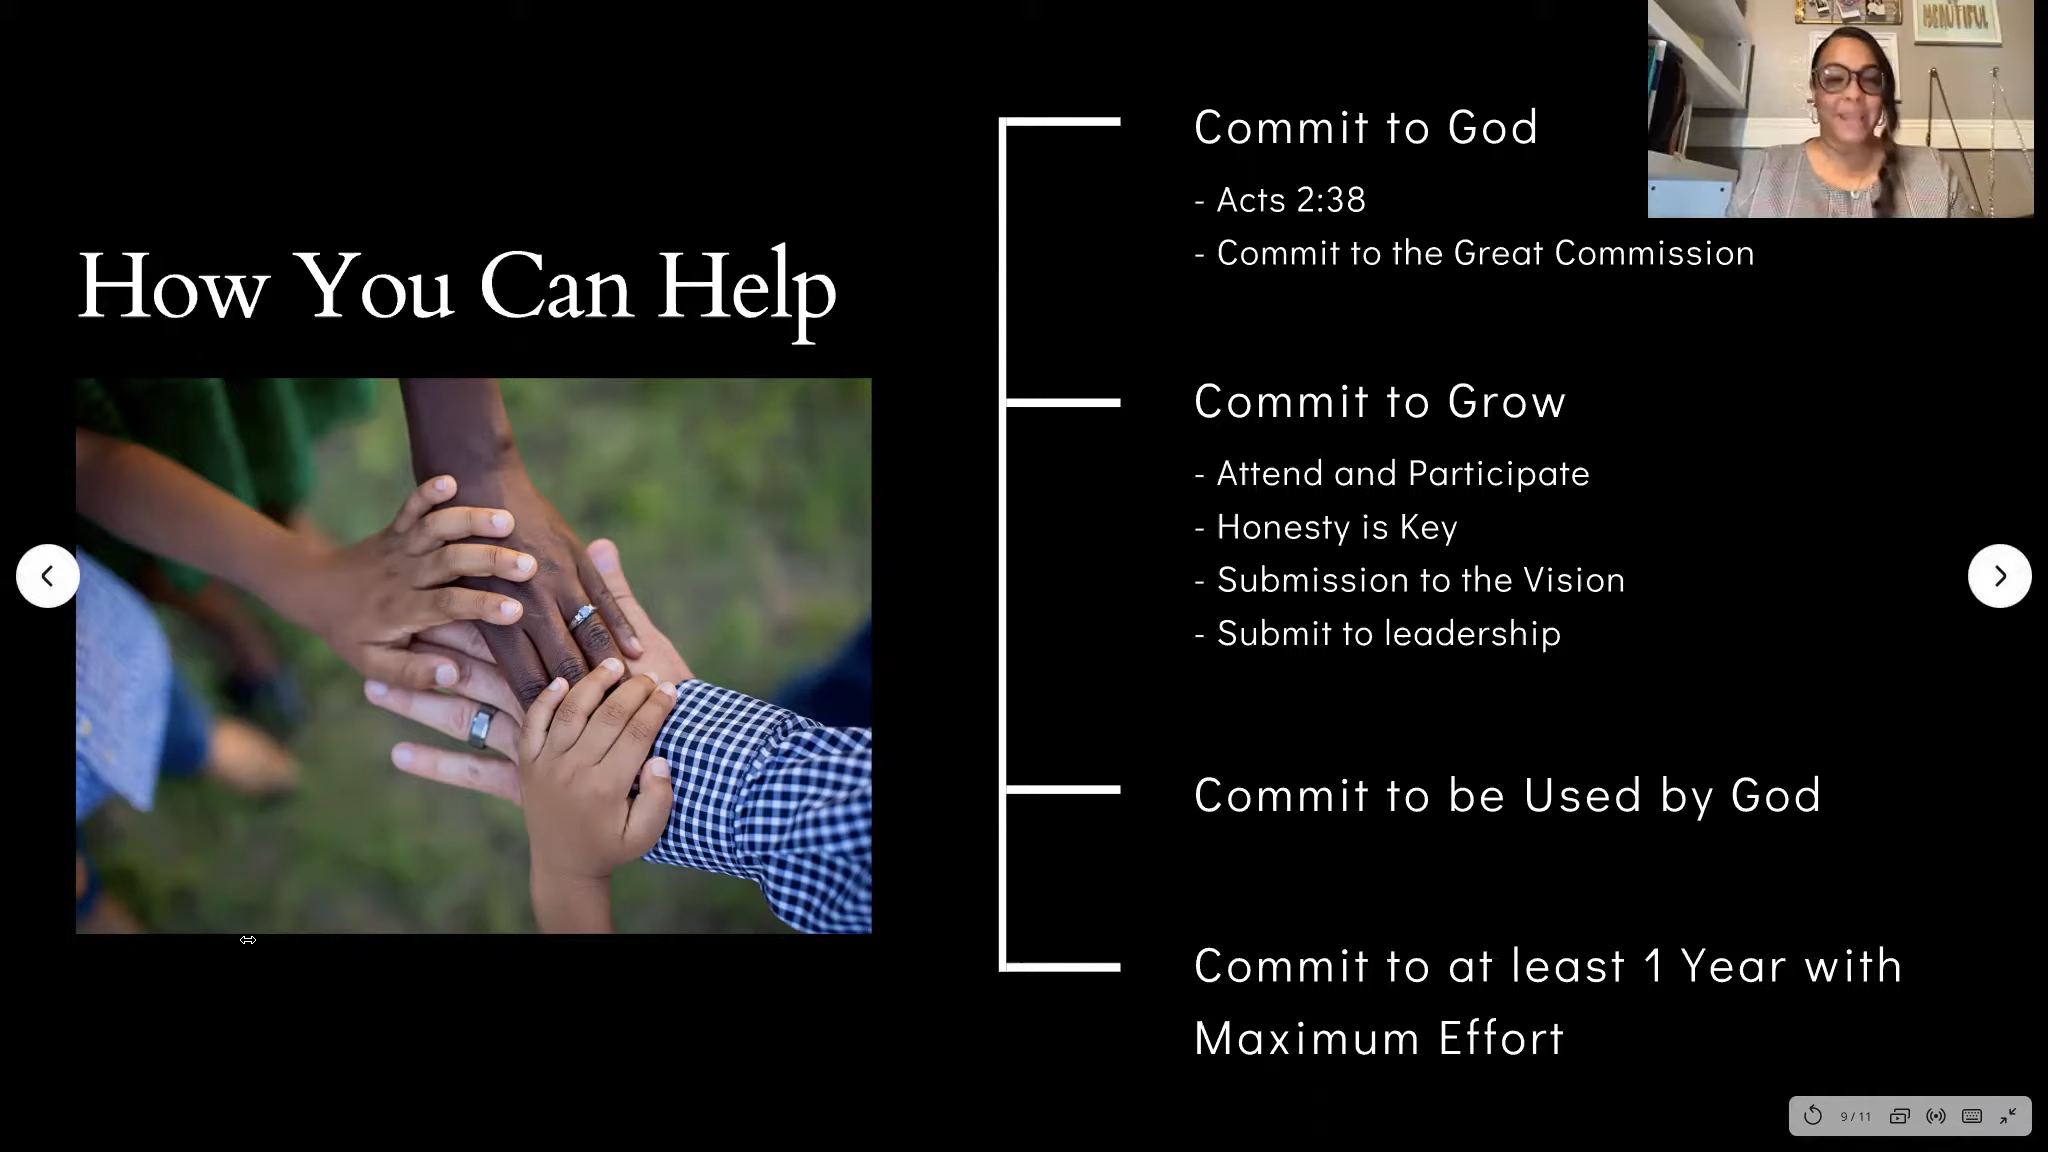 How You Can Help
Commit to God
- Acts 2:38
- Commit to the Great Commission
Commit to Grow
- Attend and Participate
- Honesty is Key
- Submission to the Vision
- Submit to leadership
Commit to be Used by God
Commit to at least 1 Year with
Maximum Effort
BEAUTIFUL
9 / 11